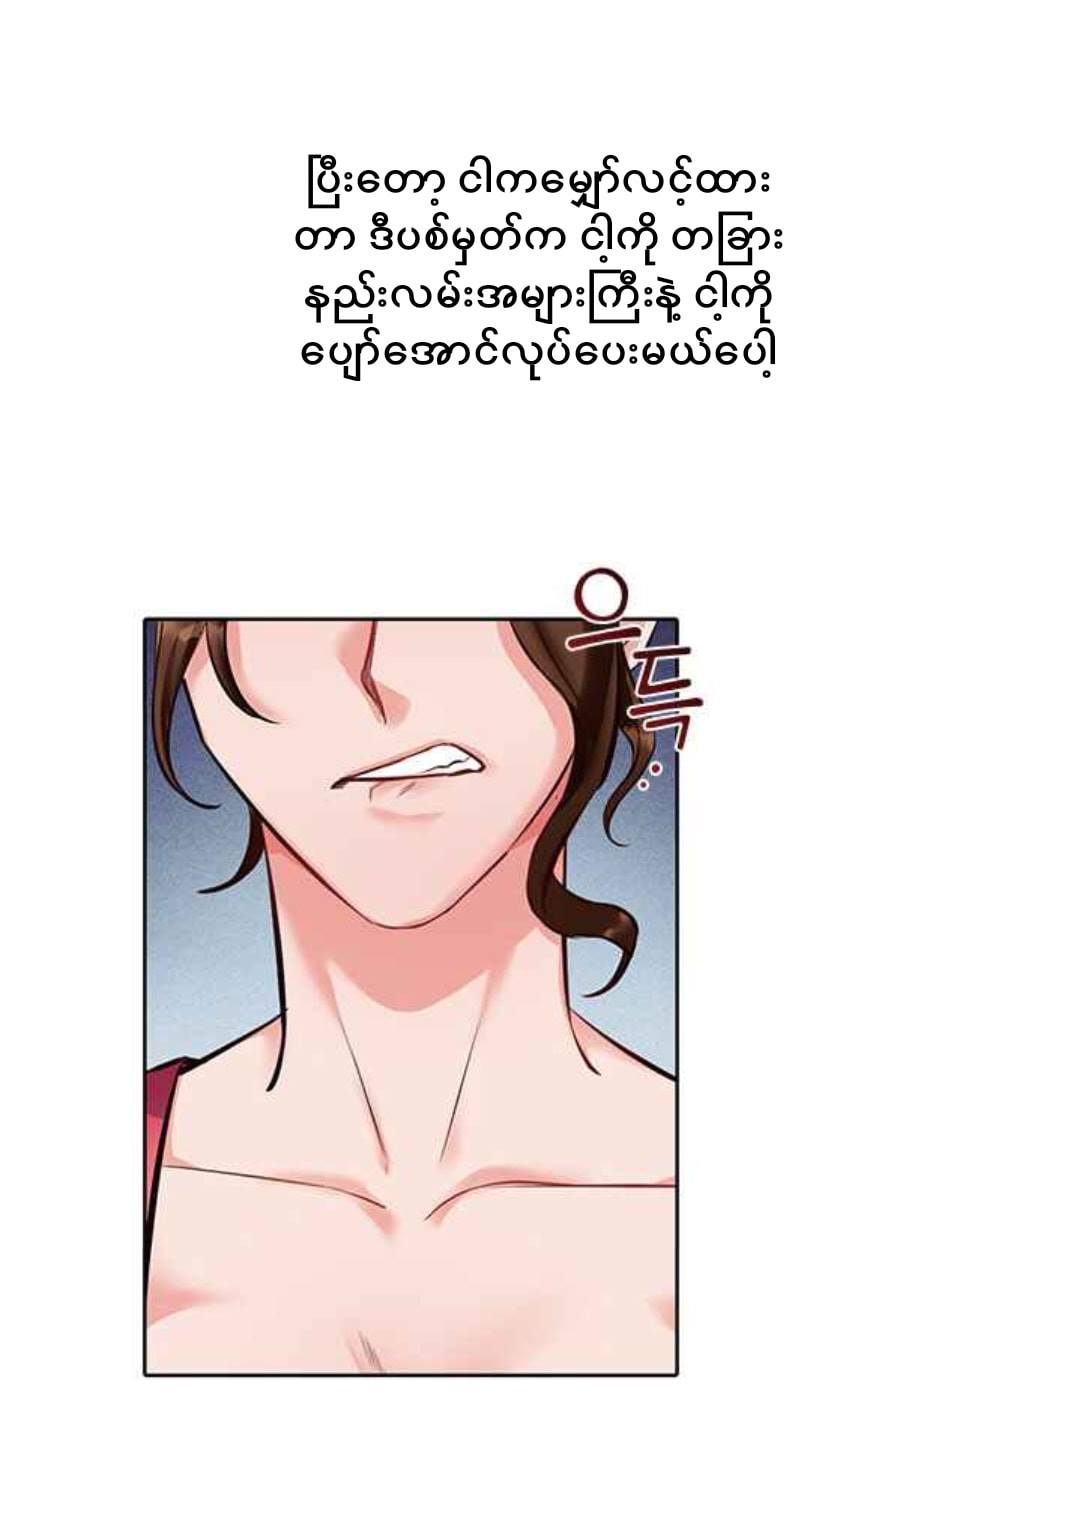 ပြီးတော့ ငါကမျှော်လင့်ထား
တာ ဒီပစ်မှတ်က ငါ့ကို တခြား
နည်းလမ်းအများကြီးနဲ့ ငါ့ကို
ပျော်အောင်လုပ်ပေးမယ်ပေါ့
으득